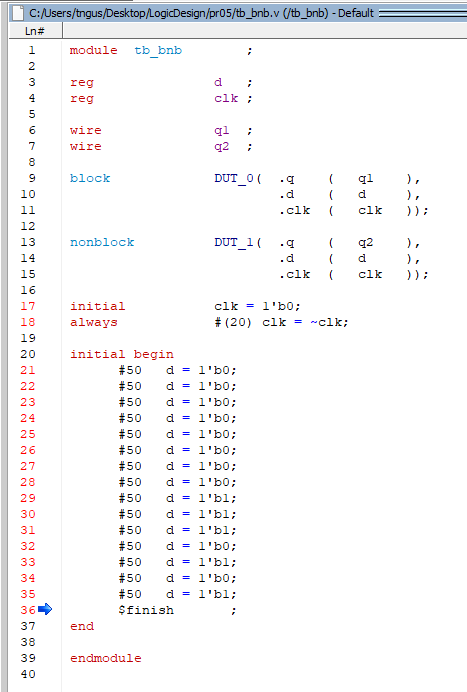 C:/Users/tngus/Desktop/LogicDesign/pr05/tb_bnb.v (/tb_bnb) - Default
Ln#
1 module tb_bnb ;
2
3 reg d ;
4 reg clk ;
5
6 wire q1 ;
7 wire q2 ;
8
9 block DUT_0( .q ( q1 ),
10 .d ( d ),
11 .clk ( clk ));
12
13 nonblock DUT_1( .q ( q2 ),
14 .d ( d ),
15 .clk ( clk ));
16
17 initial clk = 1'b0;
18 always #(20) clk = ~clk;
19
20 initial begin
21 #50 d = 1'b0;
22 #50 d = 1'b0;
23 #50 d = 1'b0;
24 #50 d = 1'b0;
25 #50 d = 1'b0;
26 #50 d = 1'b0;
27 #50 d = 1'b0;
28 #50 d = 1'b0;
29 #50 d = 1'b1;
30 #50 d = 1'b1;
31 #50 d = 1'b1;
32 #50 d = 1'b0;
33 #50 d = 1'b1;
34 #50 d = 1'b0;
35 #50 d = 1'b1;
36 $finish ;
37 end
38
39 endmodule
40